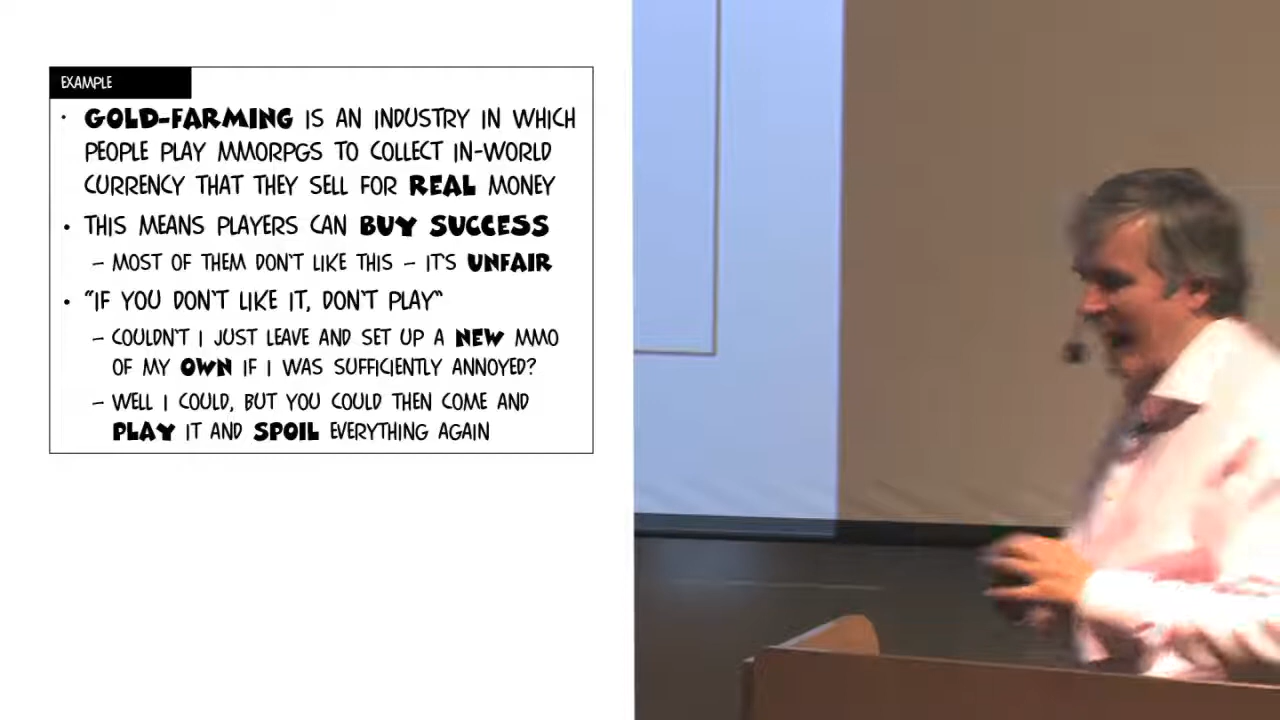 EXAMPLE
• GOLD-FARMING IS AN INDUSTRY IN WHICH
PEOPLE PLAY MMORPGS TO COLLECT IN-WORLD
CURRENCY THAT THEY SELL FOR REAL MONEY
• THIS MEANS PLAYERS CAN BUY SUCCESS
– MOST OF THEM DON'T LIKE THIS – IT'S UNFAIR
• "IF YOU DON'T LIKE IT, DON'T PLAY"
– COULDN'T I JUST LEAVE AND SET UP A NEW MMO
OF MY OWN IF I WAS SUFFICIENTLY ANNOYED?
– WELL I COULD, BUT YOU COULD THEN COME AND
PLAY IT AND SPOIL EVERYTHING AGAIN